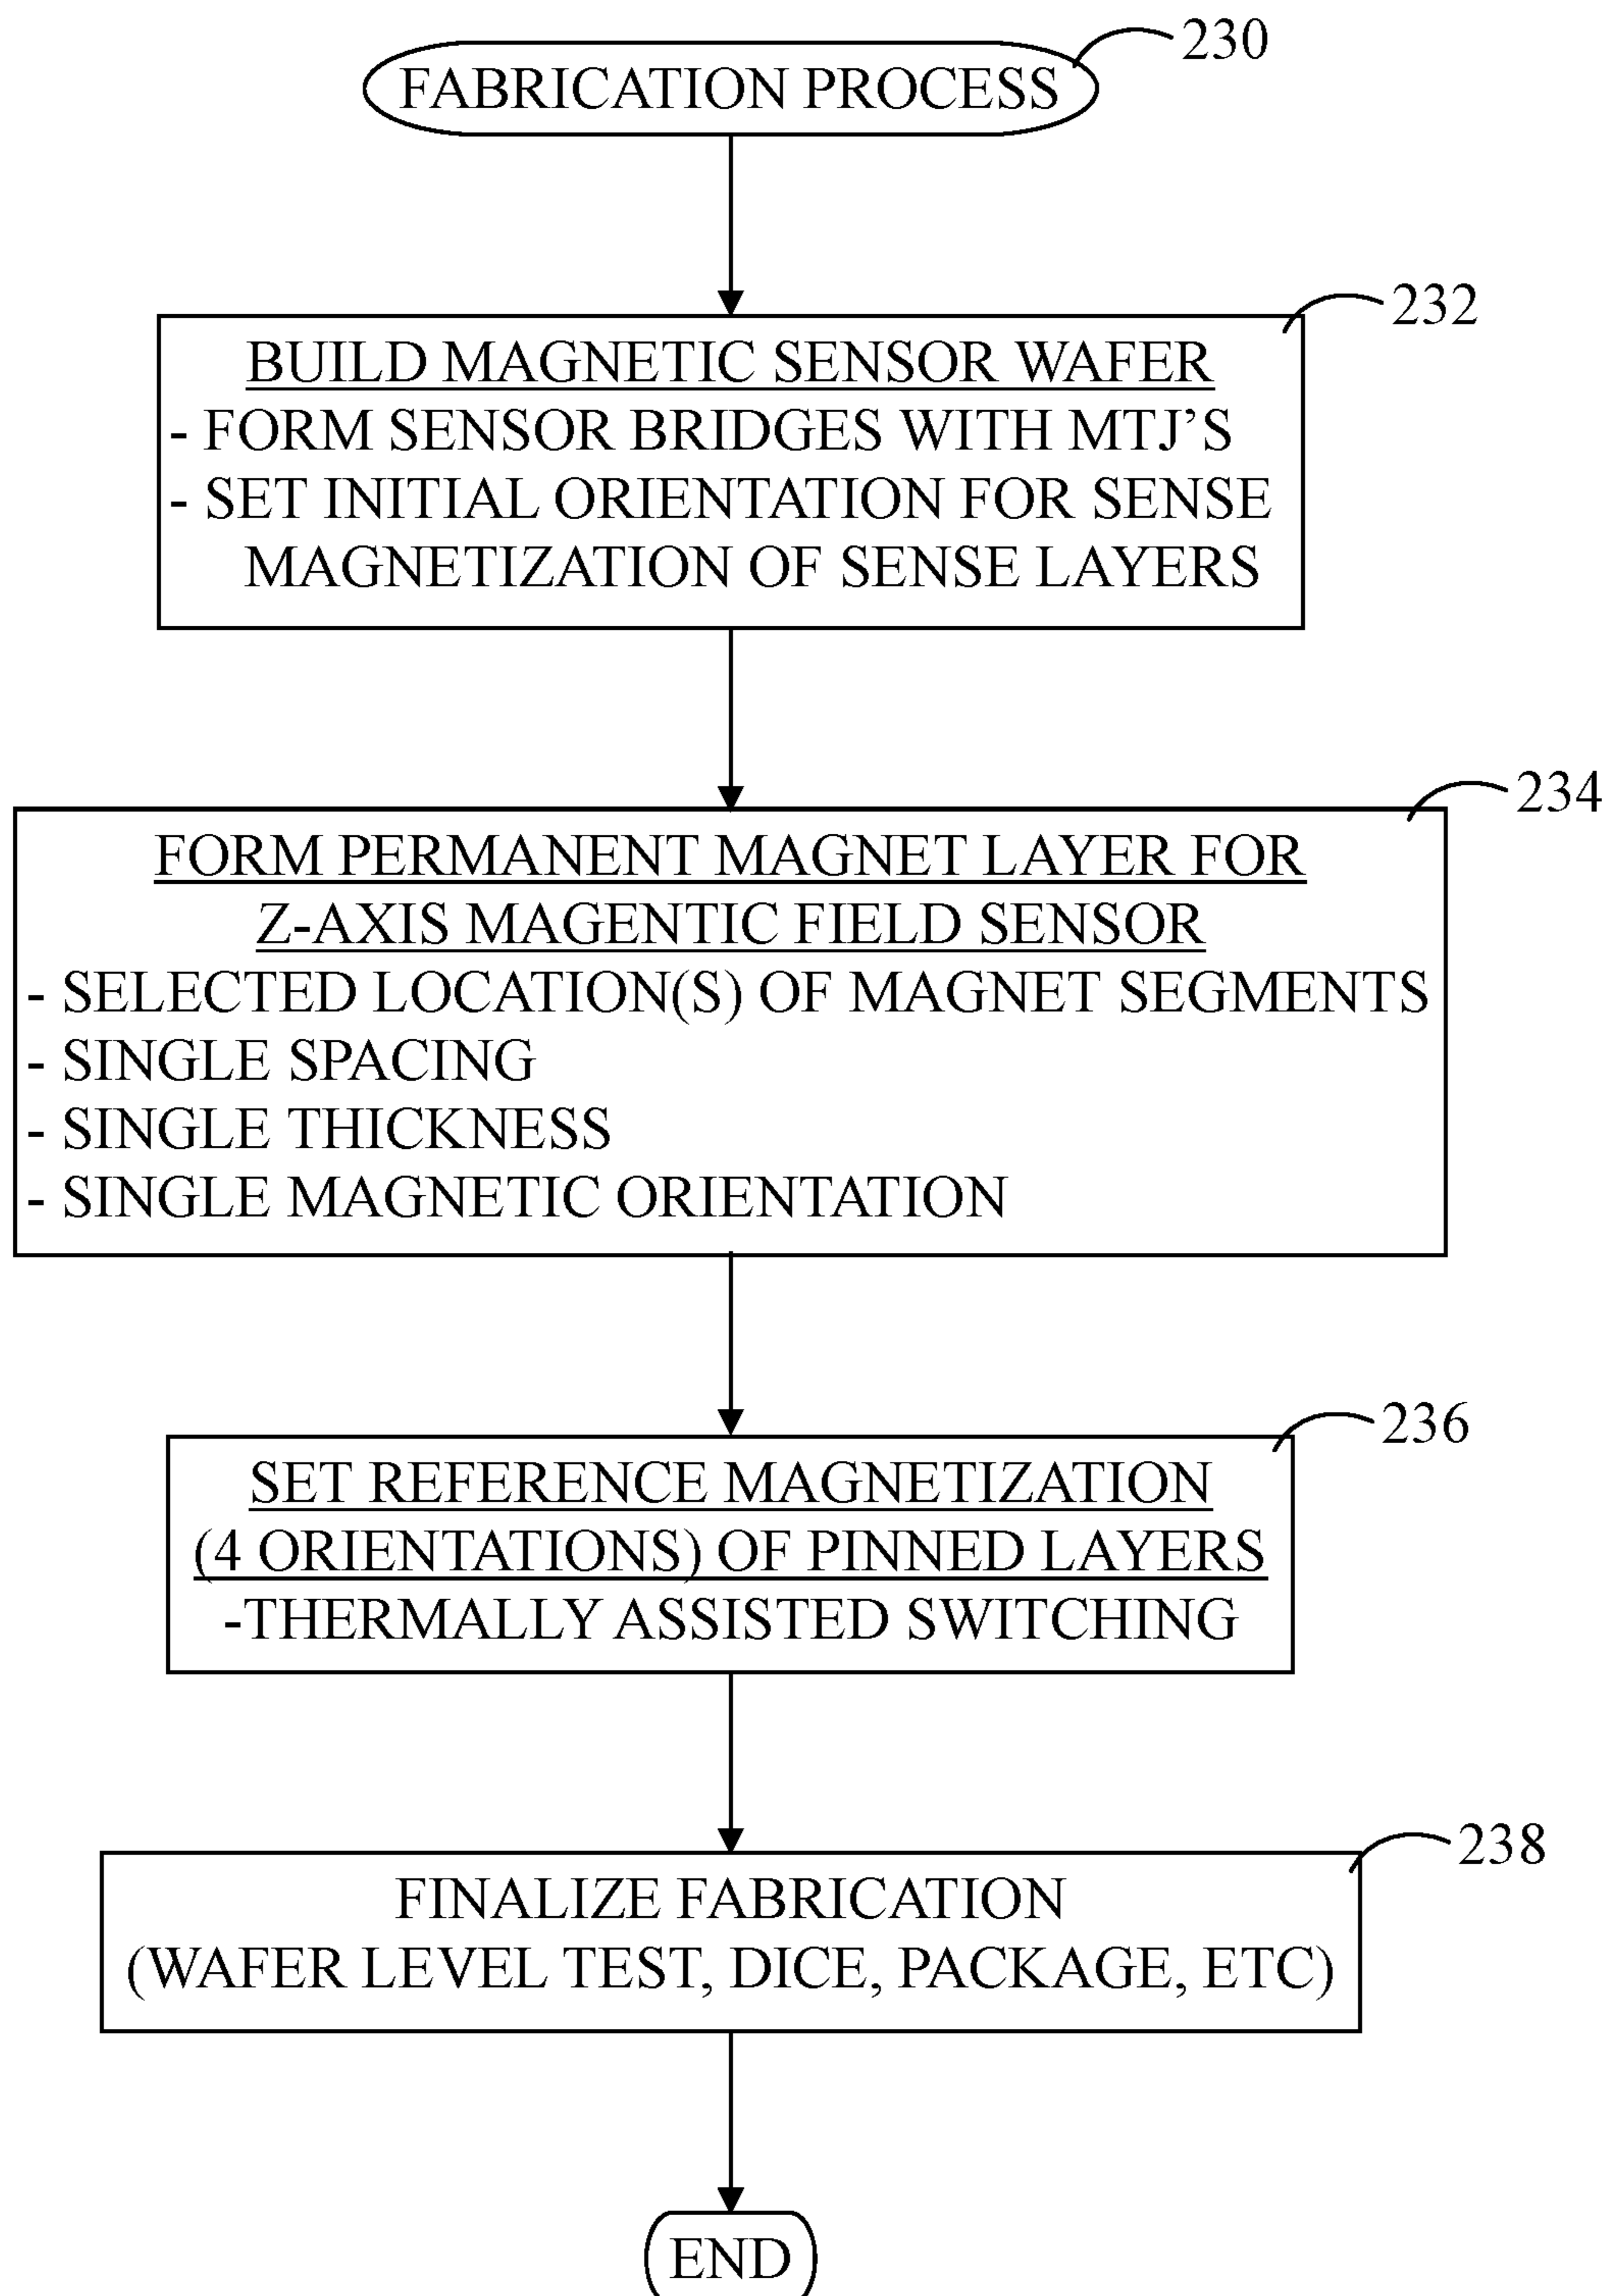 230
FABRICATION PROCESS
232
BUILD MAGNETIC SENSOR WAFER
- FORM SENSOR BRIDGES WITH MTJ’S
- SET INITIAL ORIENTATION FOR SENSE
MAGNETIZATION OF SENSE LAYERS
234
FORM PERMANENT MAGNET LAYER FOR
Z-AXIS MAGENTIC FIELD SENSOR
- SELECTED LOCATION(S) OF MAGNET SEGMENTS
- SINGLE SPACING
- SINGLE THICKNESS
- SINGLE MAGNETIC ORIENTATION
236
SET REFERENCE MAGNETIZATION
(4 ORIENTATIONS) OF PINNED LAYERS
-THERMALLY ASSISTED SWITCHING
238
FINALIZE FABRICATION
(WAFER LEVEL TEST, DICE, PACKAGE, ETC)
END